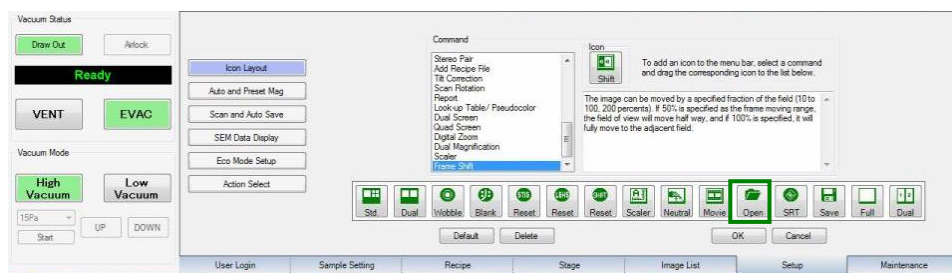 Vacuum Status
Draw Out
Airlock
Ready
VENT
EVAC
Vacuum Mode
High Vacuum
Low Vacuum
15Pa
Start
UP
DOWN
Icon Layout
Auto and Preset Mag
Scan and Auto Save
SEM Data Display
Eco Mode Setup
Action Select
Command
Stereo Pair
Add Recipe File
Tilt Correction
Scan Rotation
Report
Look-up Table/ Pseudocolor
Dual Screen
Quad Screen
Digital Zoom
Dual Magnification
Scaler
Frame Shift
Icon
Shift
To add an icon to the menu bar, select a command
and drag the corresponding icon to the list below.
The image can be moved by a specified fraction of the field (10 to
100, 200 percents). If 50% is specified as the frame moving range,
the field of view will move half way, and if 100% is specified, it will
fully move to the adjacent field.
Std. Dual Wobble Blank Reset Reset Reset Scaler Neutral Movie Open SRT Save Full Dual
Default
Delete
OK
Cancel
User Login
Sample Setting
Recipe
Stage
Image List
Setup
Maintenance